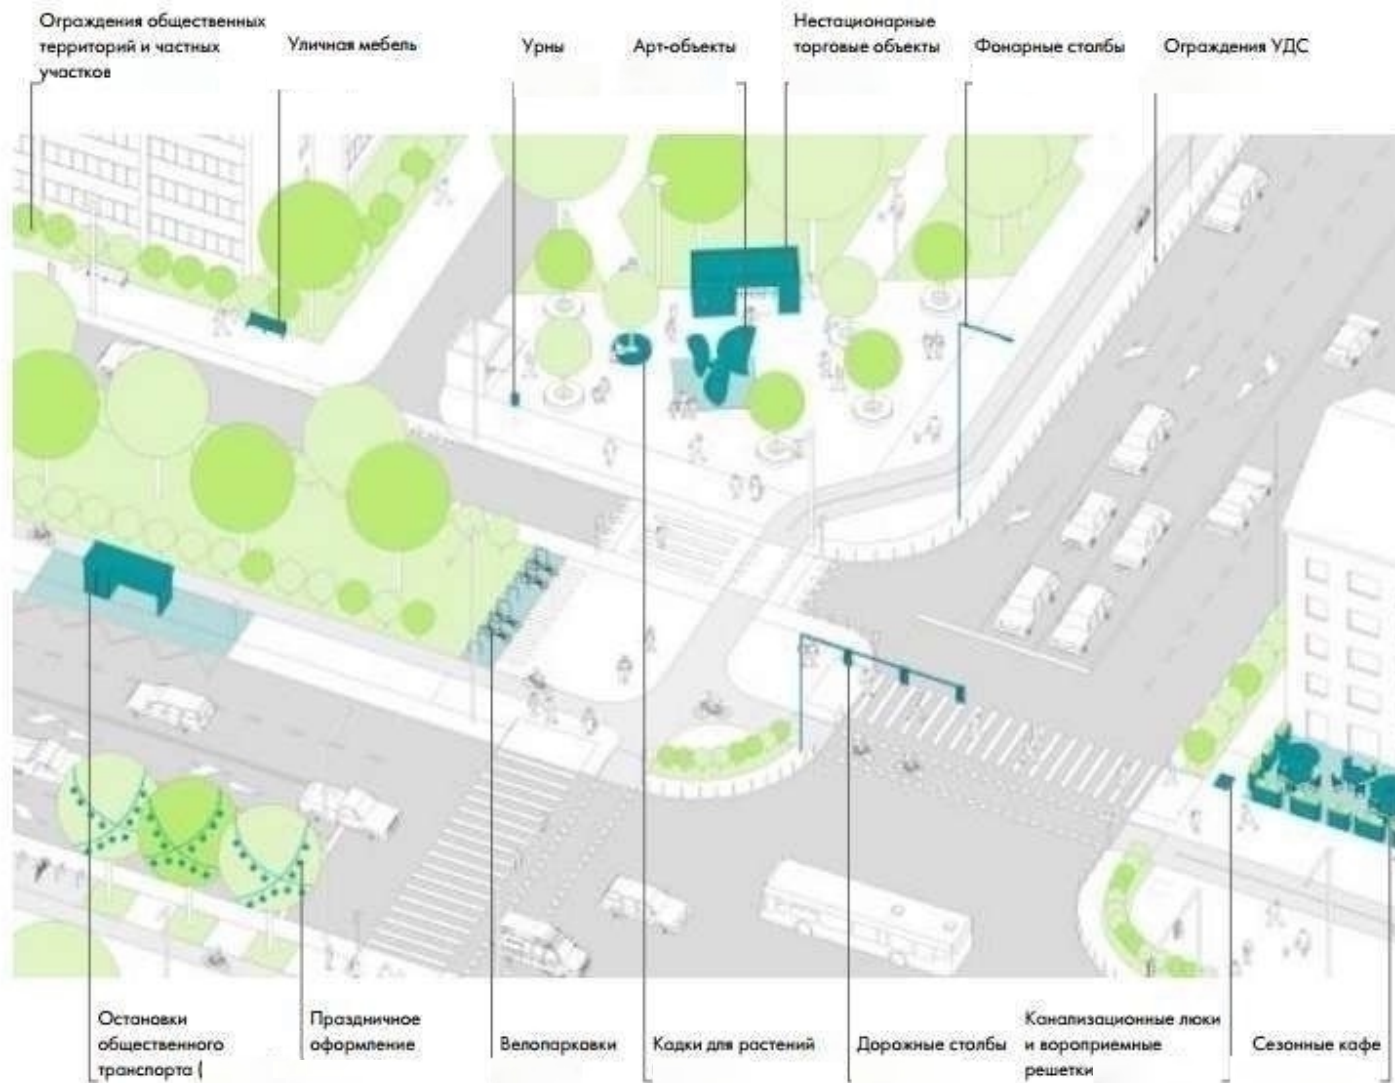 Ограждения общественных
территорий и частных
участков
Уличная мебель
Урны
Арт-объекты
Нестационарные
торговые объекты
Фонарные столбы
Ограждения УДС
Остановки
общественного
транспорта (
Праздничное
оформление
Велопарковки
Кадки для растений
Дорожные столбы
Канализационные люки
и вороприемные
решетки
Сезонные кафе